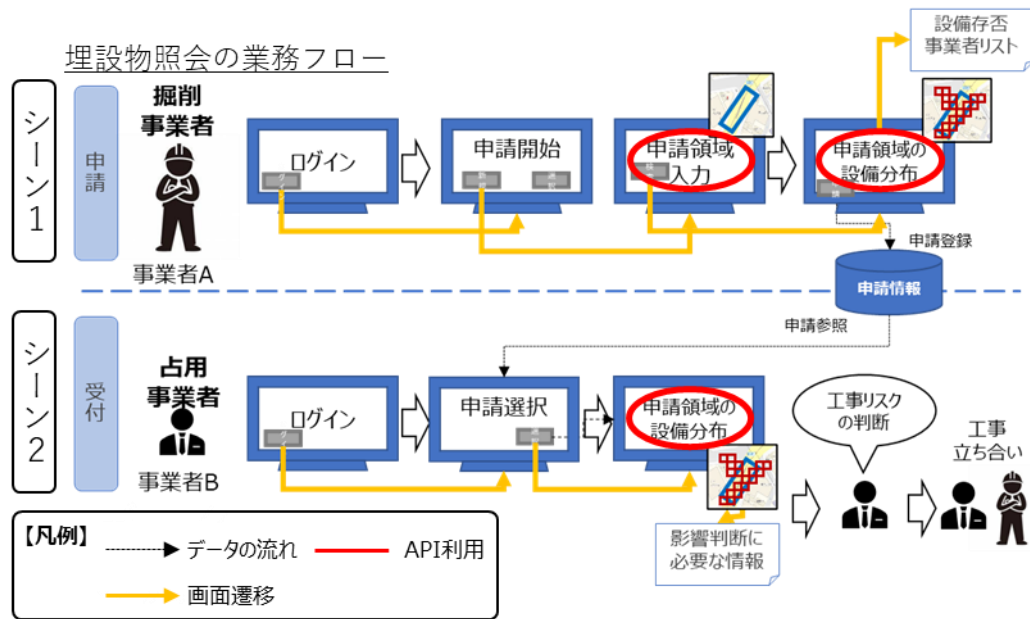 埋設物照会の業務フロー
設備存否
事業者リスト
シーン1
申請
掘削
事業者
事業者A
ログイン
申請開始
申請領域
入力
申請領域の
設備分布
申請登録
申請情報
申請参照
シーン2
受付
占用
事業者
事業者B
ログイン
申請選択
申請領域の
設備分布
工事リスク
の判断
工事
立ち合い
影響判断に
必要な情報
【凡例】
データの流れ
API利用
画面遷移